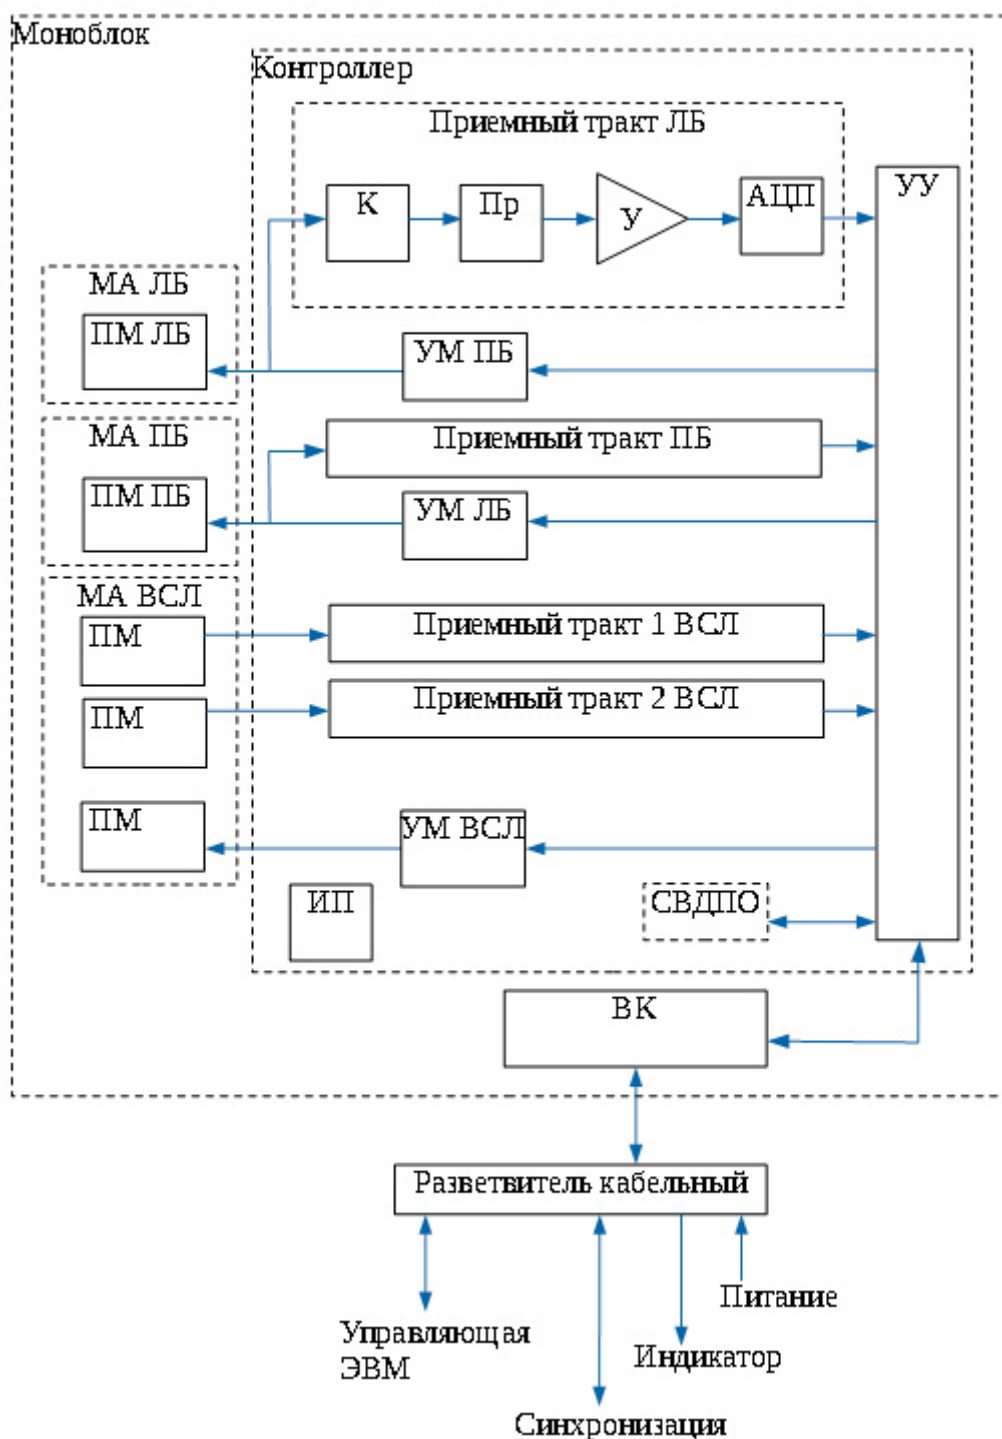 Моноблок
Контроллер
Приемный тракт ЛБ
К
Пр
У
АЦП
УУ
МА ЛБ
ПМ ЛБ
УМ ПБ
МА ПБ
Приемный тракт ПБ
ПМ ПБ
УМ ЛБ
МА ВСЛ
ПМ
Приемный тракт 1 ВСЛ
ПМ
Приемный тракт 2 ВСЛ
ПМ
УМ ВСЛ
ИП
СВДПО
ВК
Разветвитель кабельный
Питание
Управляющая
ЭВМ
Индикатор
Синхронизация